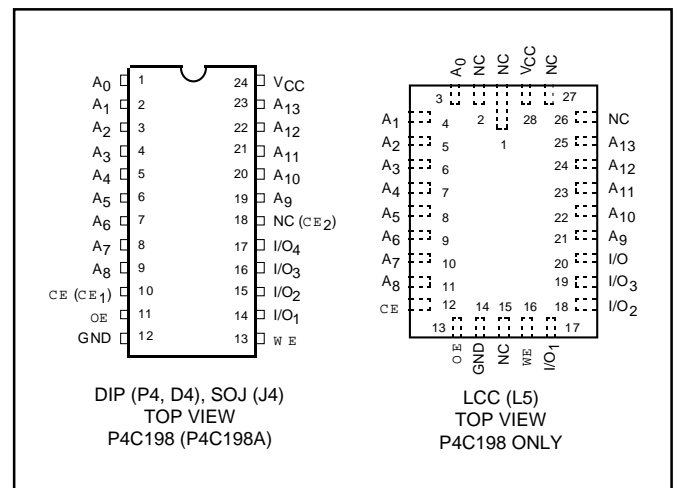 A0 1 24 VCC
A1 2 23 A13
A2 3 22 A12
A3 4 21 A11
A4 5 20 A10
A5 6 19 A9
A6 7 18 NC (CE2)
A7 8 17 I/O4
A8 9 16 I/O3
CE (CE1) 10 15 I/O2
OE 11 14 I/O1
GND 12 13 WE
DIP (P4, D4), SOJ (J4)
TOP VIEW
P4C198 (P4C198A)
A0 NC NC VCC NC
3 2 1 28 27
A1 4 26 NC
A2 5 25 A13
A3 6 24 A12
A4 7 23 A11
A5 8 22 A10
A6 9 21 A9
A7 10 20 I/O
A8 11 19 I/O3
CE 12 18 I/O2
13 14 15 16 17
OE GND NC WE I/O1
LCC (L5)
TOP VIEW
P4C198 ONLY